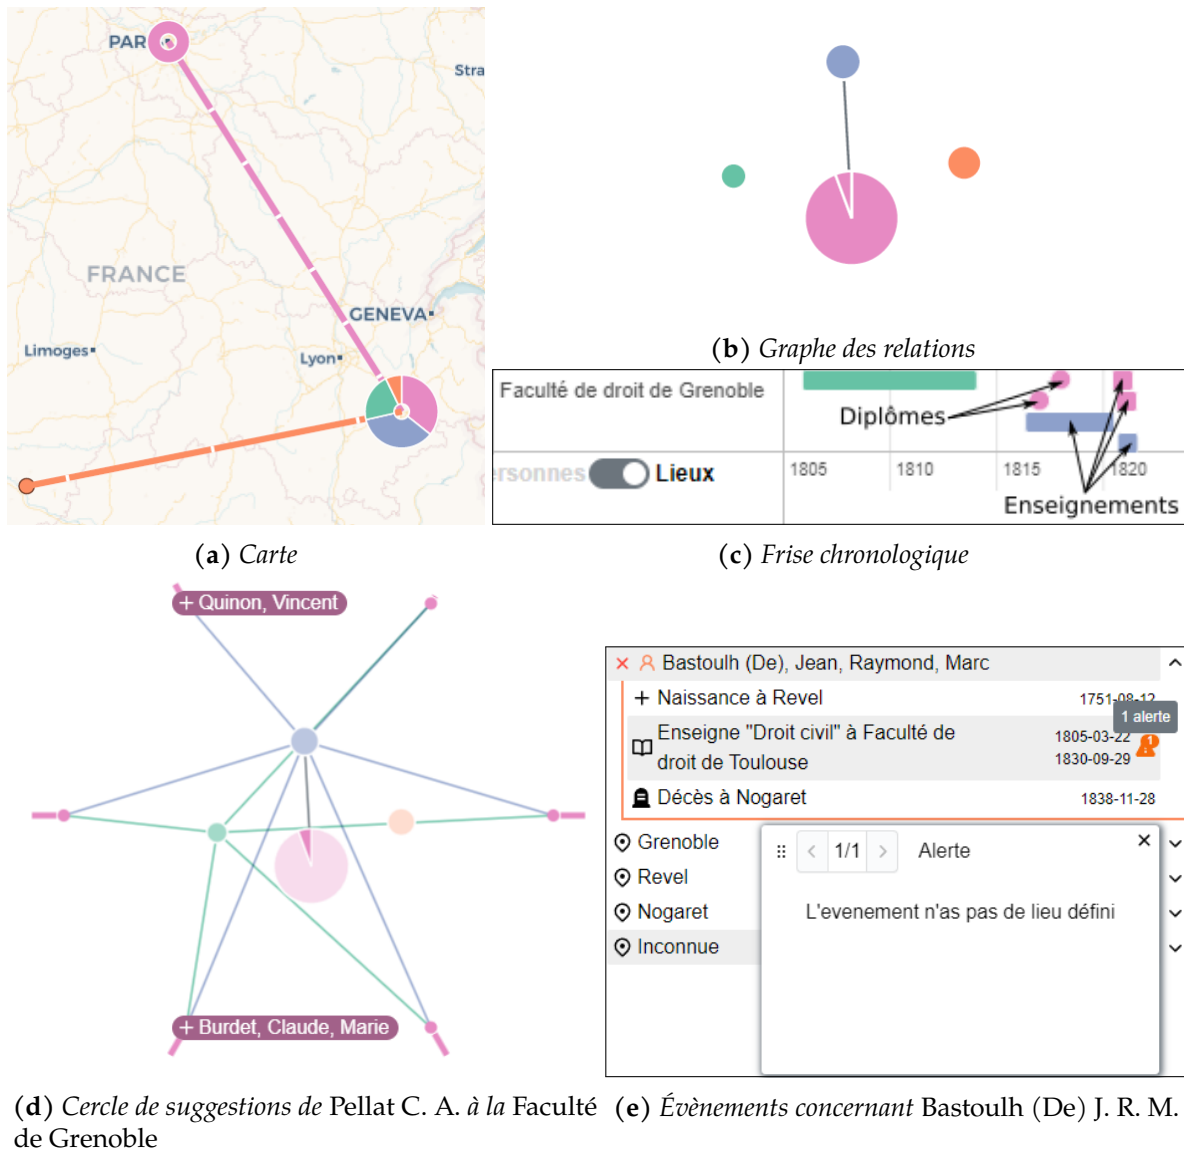 PAR
Stra
FRANCE
GENEVA
Limoges
Lyon
(a) Carte
(b) Graphe des relations
Faculté de droit de Grenoble
Diplômes
ersonnes Lieux
1805 1810 1815 1820
Enseignements
(c) Frise chronologique
+ Quinon, Vincent
+ Burdet, Claude, Marie
(d) Cercle de suggestions de Pellat C. A. à la Faculté
de Grenoble
× Bastoulh (De), Jean, Raymond, Marc
+ Naissance à Revel 1751-08-12
1 alerte
Enseigne "Droit civil" à Faculté de 1805-03-22 1
droit de Toulouse 1830-09-29
Décès à Nogaret 1838-11-28
Grenoble
Revel
Nogaret
Inconnue
< 1/1 > Alerte ×
L'evenement n'as pas de lieu défini
(e) Évènements concernant Bastoulh (De) J. R. M.